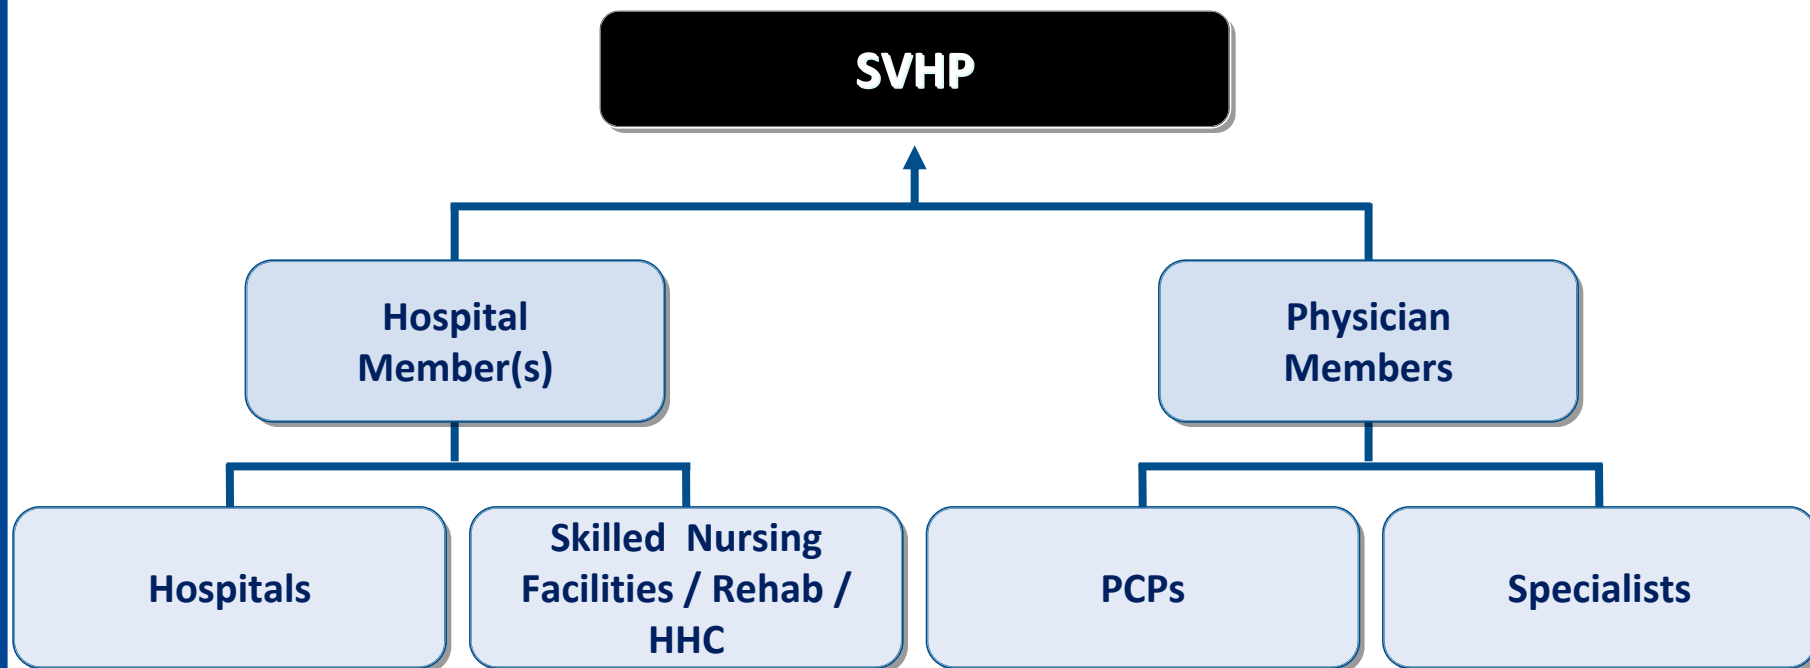 SVHP
Hospital
Member(s)
Physician
Members
Hospitals
Skilled  Nursing
Facilities / Rehab /
HHC
PCPs
Specialists